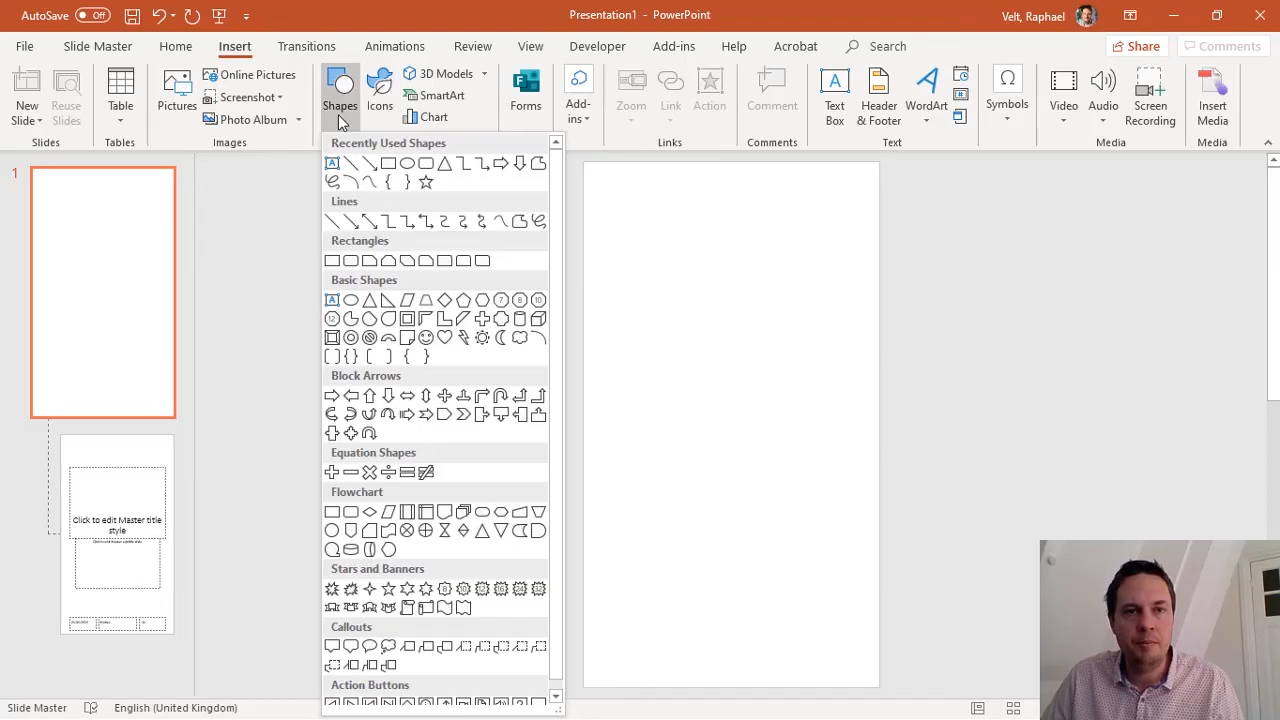 AutoSave Off
Presentation1 - PowerPoint
Velt, Raphael
File Slide Master Home Insert Transitions Animations Review View Developer Add-ins Help Acrobat Search
Share Comments
New Slide
Reuse Slides
Slides
Table
Tables
Pictures
Online Pictures
Screenshot
Photo Album
Images
Shapes
Icons
3D Models
SmartArt
Chart
Forms
Add-ins
Zoom
Link
Action
Links
Comment
Text Box
Header & Footer
WordArt
Text
Symbols
Video
Audio
Screen Recording
Media
Insert Media
Media
Recently Used Shapes
Lines
Rectangles
Basic Shapes
Block Arrows
Equation Shapes
Flowchart
Stars and Banners
Callouts
Action Buttons
1
Click to edit Master title
style
Slide Master English (United Kingdom)